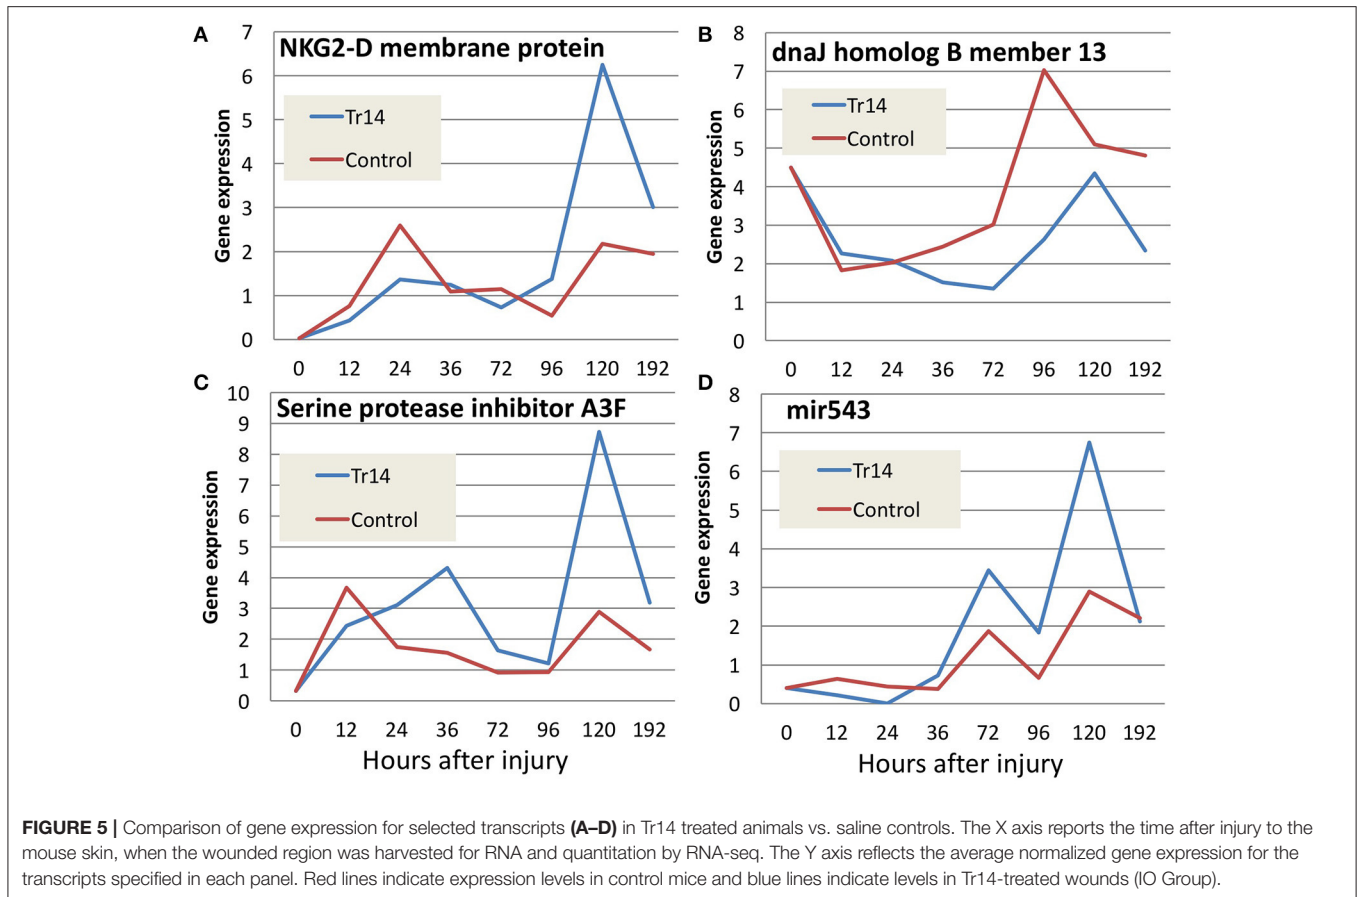 A
NKG2-D membrane protein
7
6
5
4
3
2
1
0
Gene expression
Tr14
Control
0 12 24 36 72 96 120 192
B
dnaJ homolog B member 13
8
7
6
5
4
3
2
1
0
Gene expression
Tr14
Control
0 12 24 36 72 96 120 192
C
Serine protease inhibitor A3F
10
9
8
7
6
5
4
3
2
1
0
Gene expression
Tr14
Control
0 12 24 36 72 96 120 192
Hours after injury
D
mir543
8
7
6
5
4
3
2
1
0
Gene expression
Tr14
Control
0 12 24 36 72 96 120 192
Hours after injury
FIGURE 5 | Comparison of gene expression for selected transcripts (A–D) in Tr14 treated animals vs. saline controls. The X axis reports the time after injury to the
mouse skin, when the wounded region was harvested for RNA and quantitation by RNA-seq. The Y axis reflects the average normalized gene expression for the
transcripts specified in each panel. Red lines indicate expression levels in control mice and blue lines indicate levels in Tr14-treated wounds (IO Group).